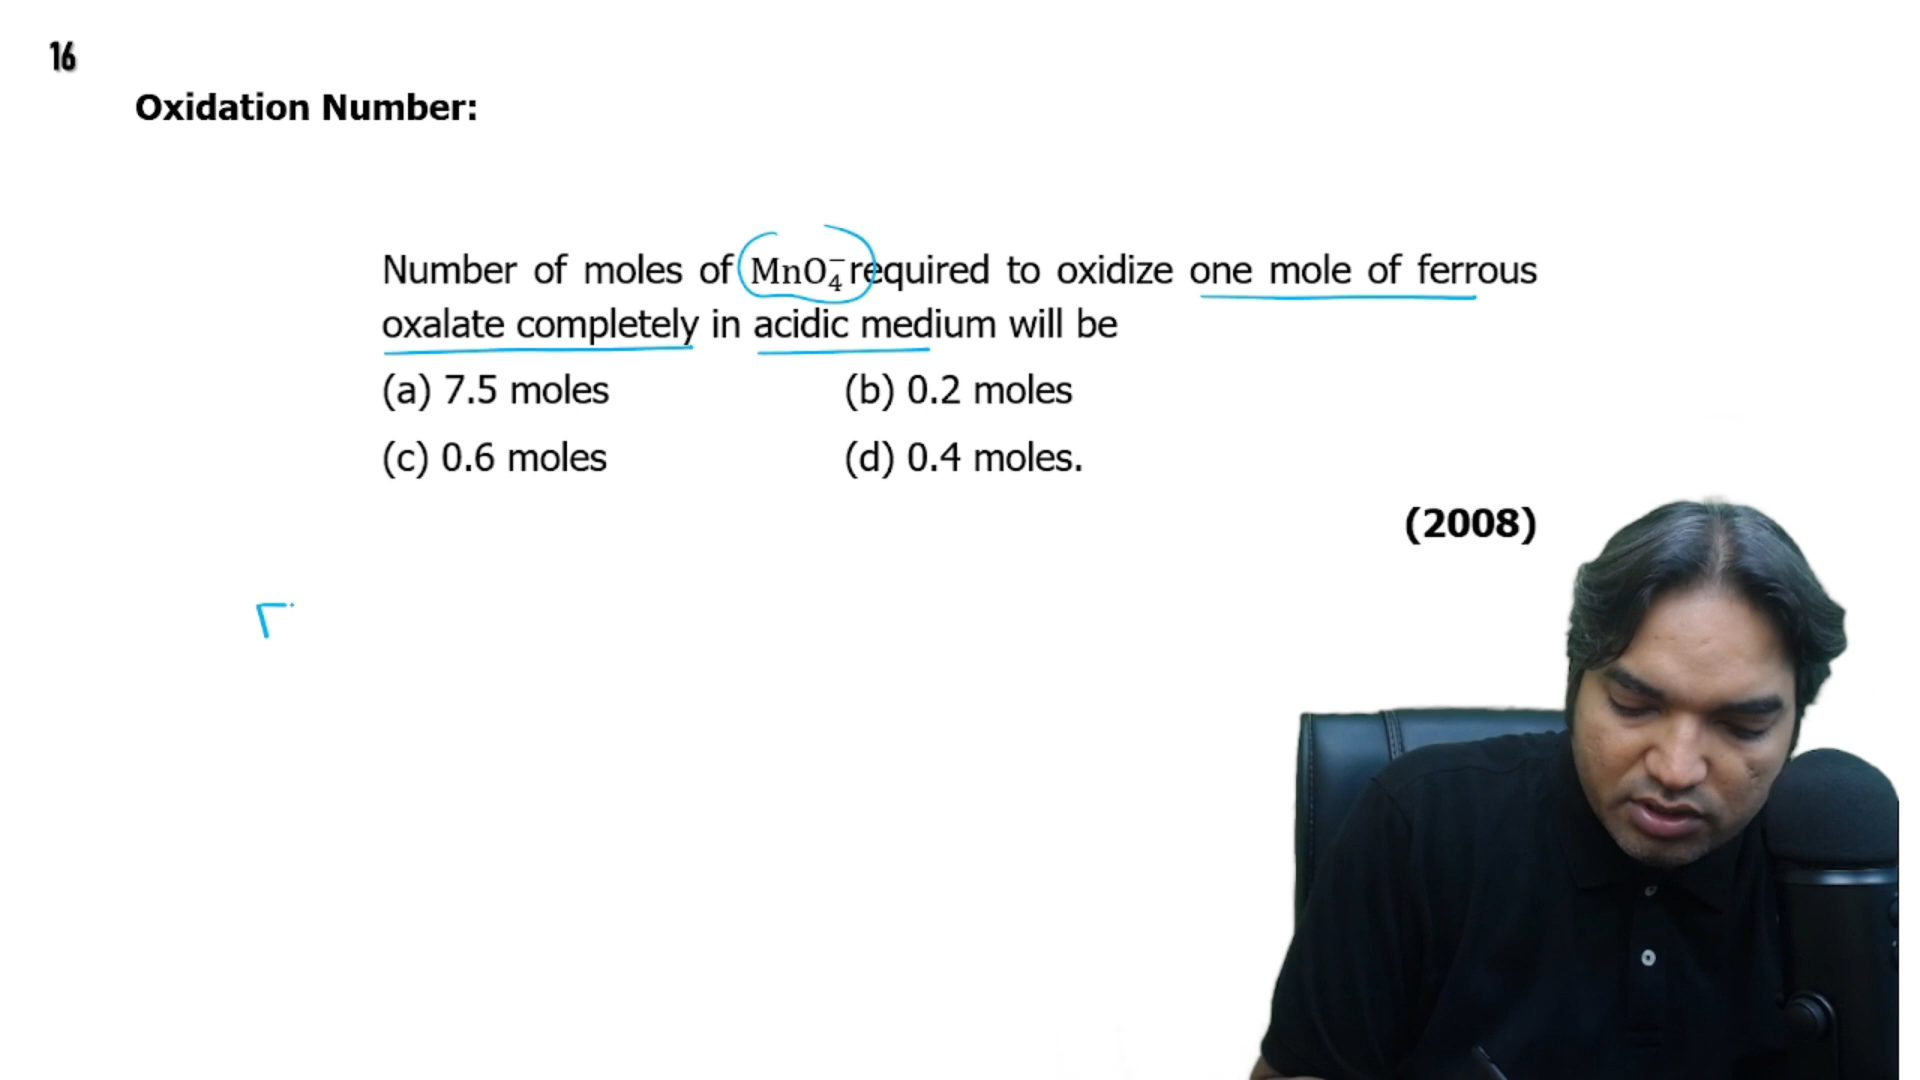 16
Oxidation Number:
Number of moles of MnO₄⁻ required to oxidize one mole of ferrous
oxalate completely in acidic medium will be
(a) 7.5 moles (b) 0.2 moles
(c) 0.6 moles (d) 0.4 moles.
(2008)